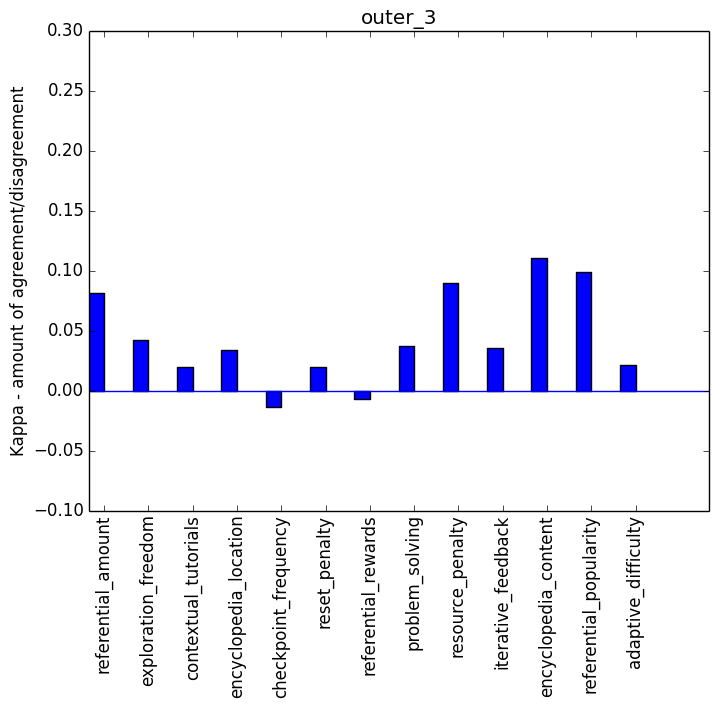 outer_3
Kappa - amount of agreement/disagreement
0.30
0.25
0.20
0.15
0.10
0.05
0.00
−0.05
−0.10
referential_amount
exploration_freedom
contextual_tutorials
encyclopedia_location
checkpoint_frequency
reset_penalty
referential_rewards
problem_solving
resource_penalty
iterative_feedback
encyclopedia_content
referential_popularity
adaptive_difficulty